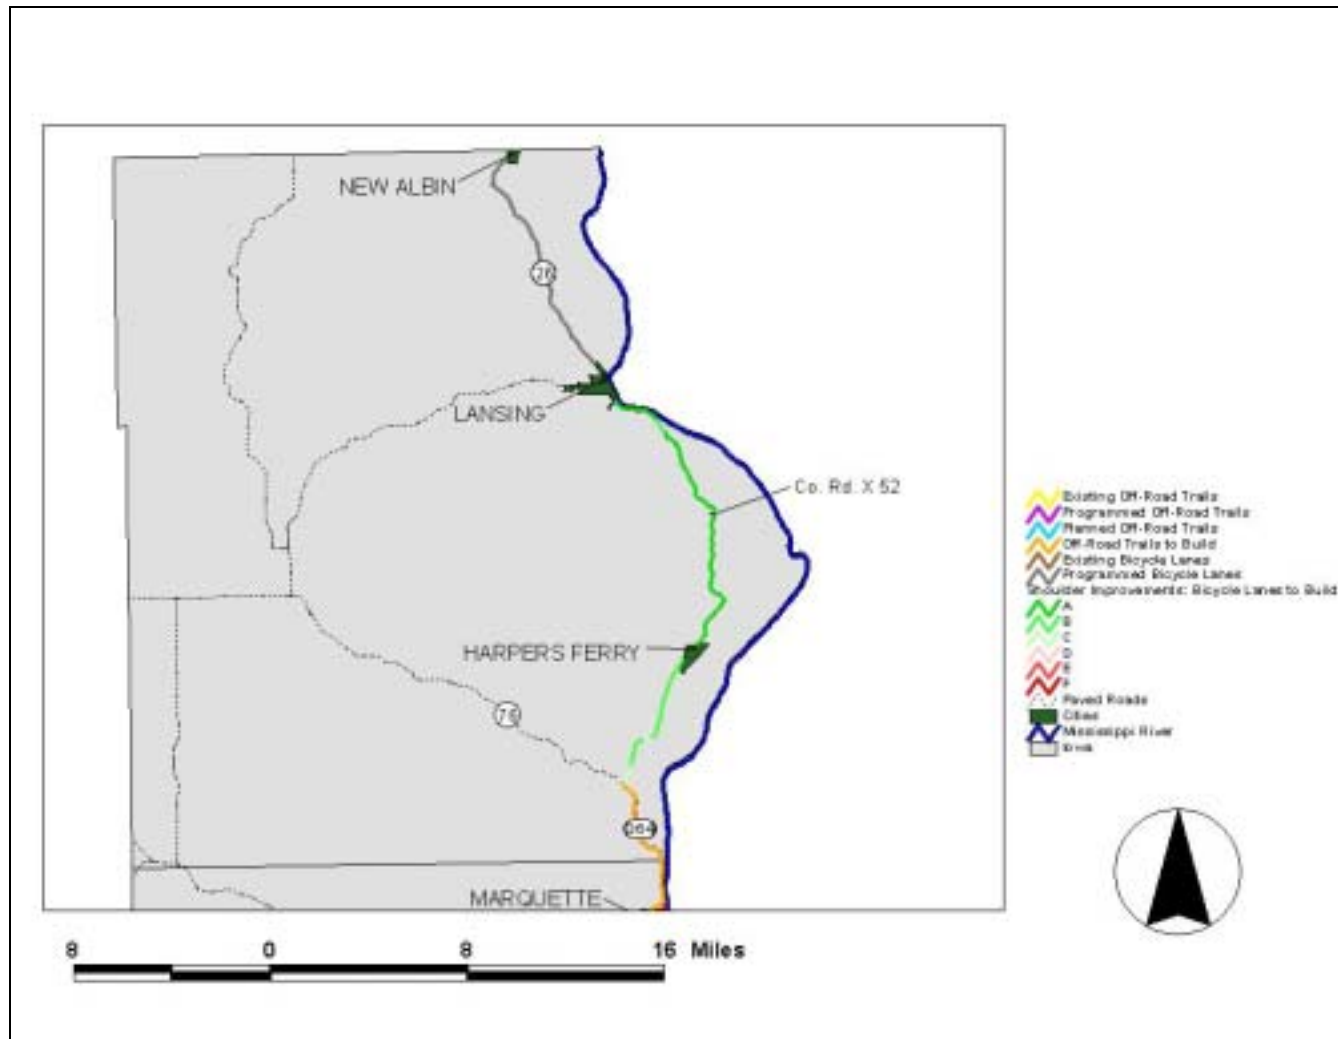 NEW ALBIN
26
LANSING
Co. Rd. X 52
HARPERS FERRY
76
364
MARQUETTE
Existing Off-Road Trails
Programmed Off-Road Trails
Planned Off-Road Trails
Off-Road Trails to Build
Existing Bicycle Lanes
Programmed Bicycle Lanes
Shoulder Improvements: Bicycle Lanes to Build
A
B
C
D
E
F
Paved Roads
Cities
Mississippi River
Iowa
8 0 8 16 Miles